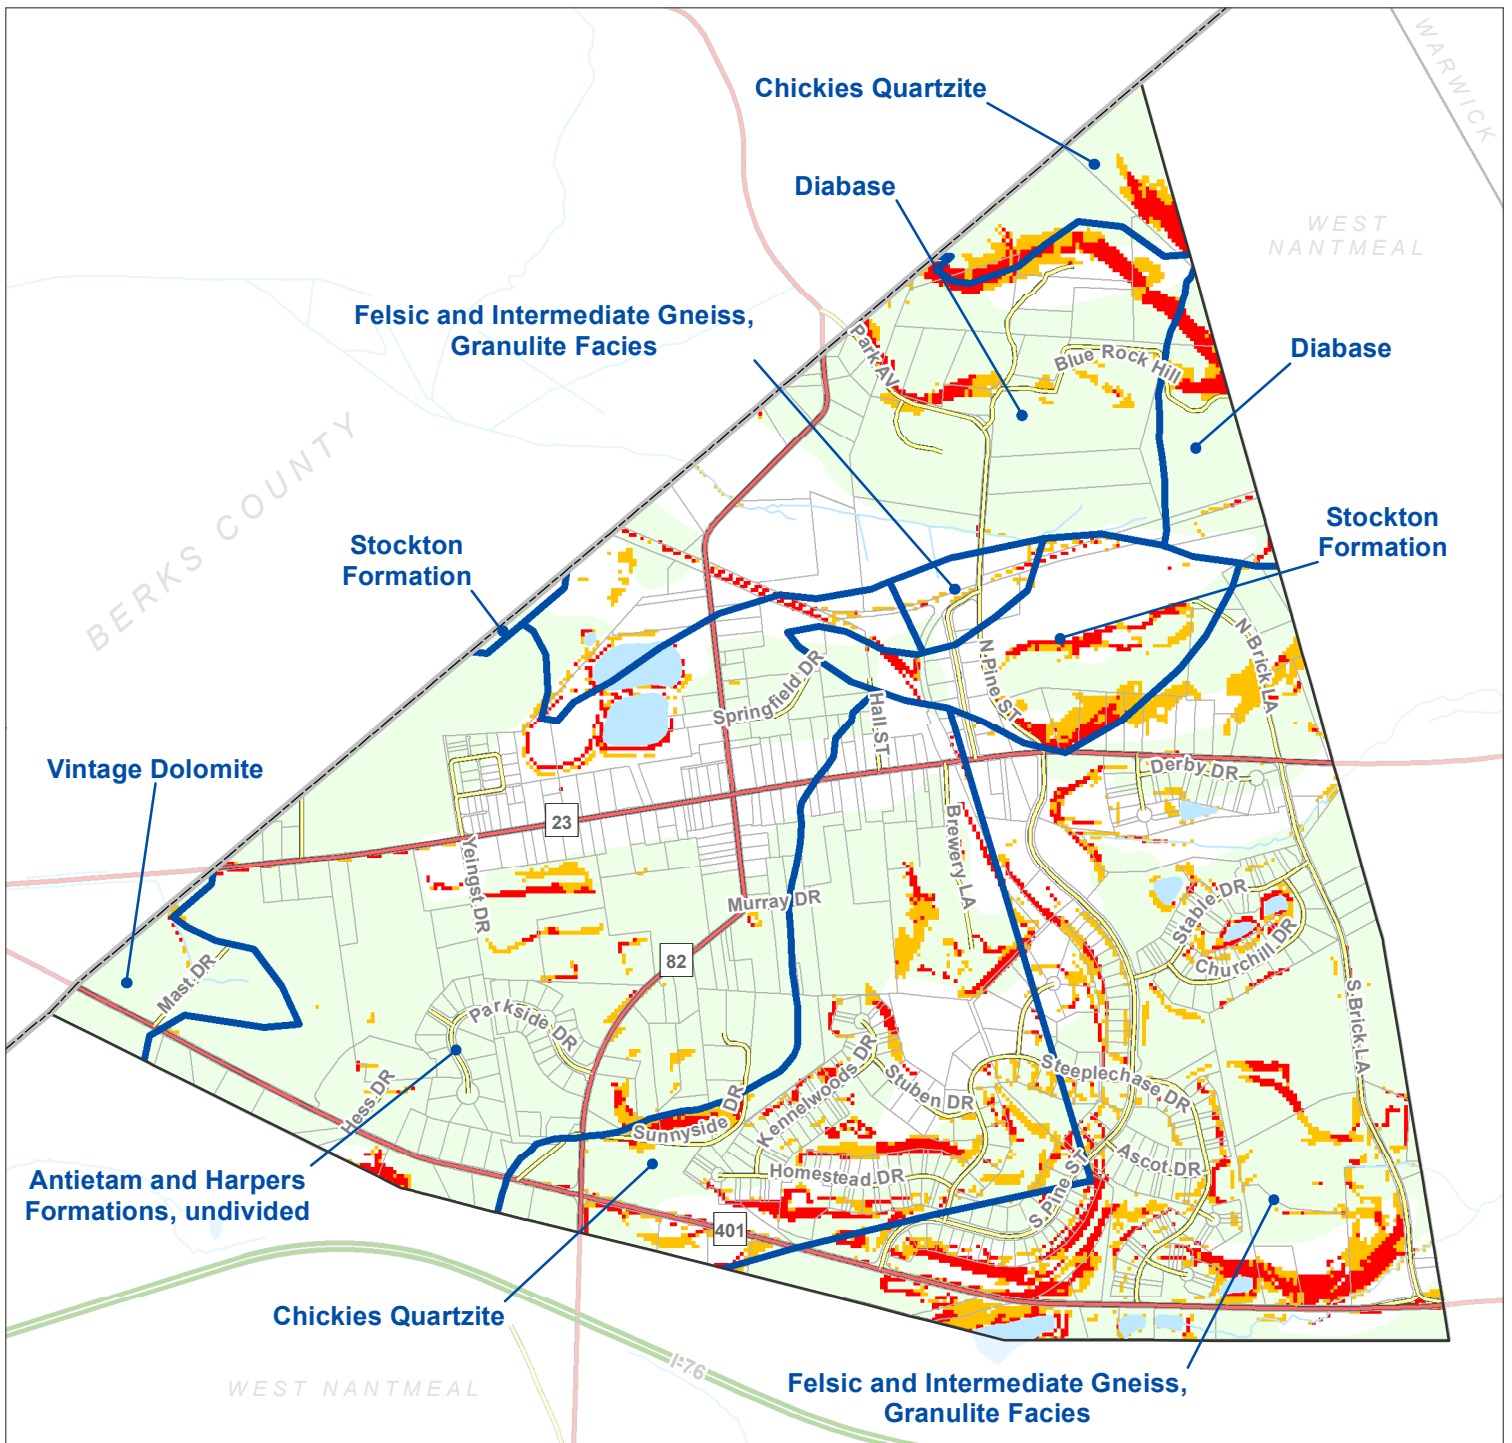 WARWICK
Chickies Quartzite
Diabase
WEST
NANTMEAL
Felsic and Intermediate Gneiss,
Granulite Facies
Park AV
Blue Rock Hill
Diabase
BERKS COUNTY
Stockton
Formation
Stockton
Formation
N Brick LA
N Pine ST
Springfield DR
Hall ST
Vintage Dolomite
Derby DR
23
Brewery LA
Yeingst DR
Murray DR
Stable DR
Churchill DR
82
Mast DR
S Brick LA
Parkside DR
Kennelwoods DR
Stuben DR
Steeplechase DR
Hess DR
Sunnyside DR
Ascot DR
Homestead DR
S Pine ST
Antietam and Harpers
Formations, undivided
401
Chickies Quartzite
I-76
WEST NANTMEAL
Felsic and Intermediate Gneiss,
Granulite Facies